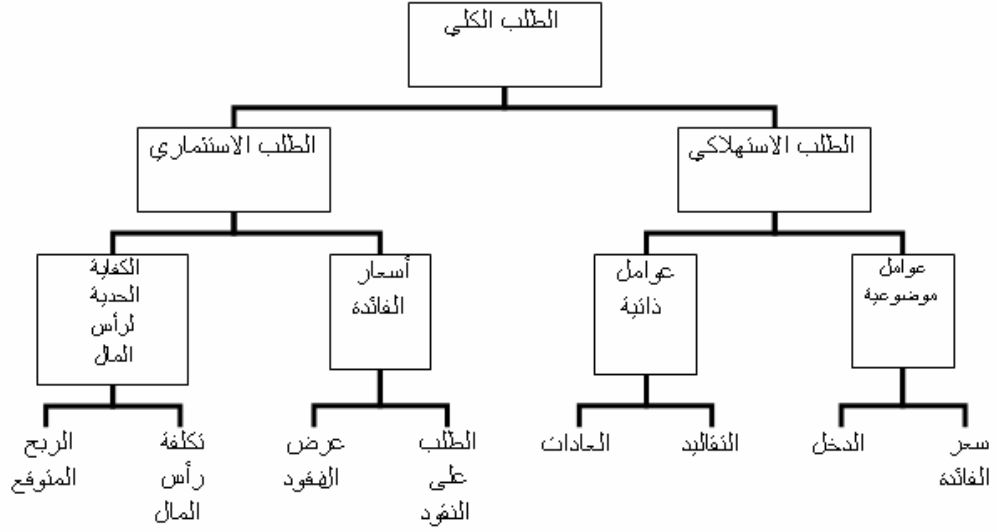 الطلب الكلي
الطلب الاستهلاكي
الطلب الاستثماري
عوامل
موضوعية
عوامل
ذاتية
أسعار
الفائدة
الكفاية
الحدية
لرأس
المال
سعر
الفائدة
الدخل
التقاليد
العادات
الطلب
على
النقود
عرض
النقود
تكلفة
رأس
المال
الربح
المتوقع